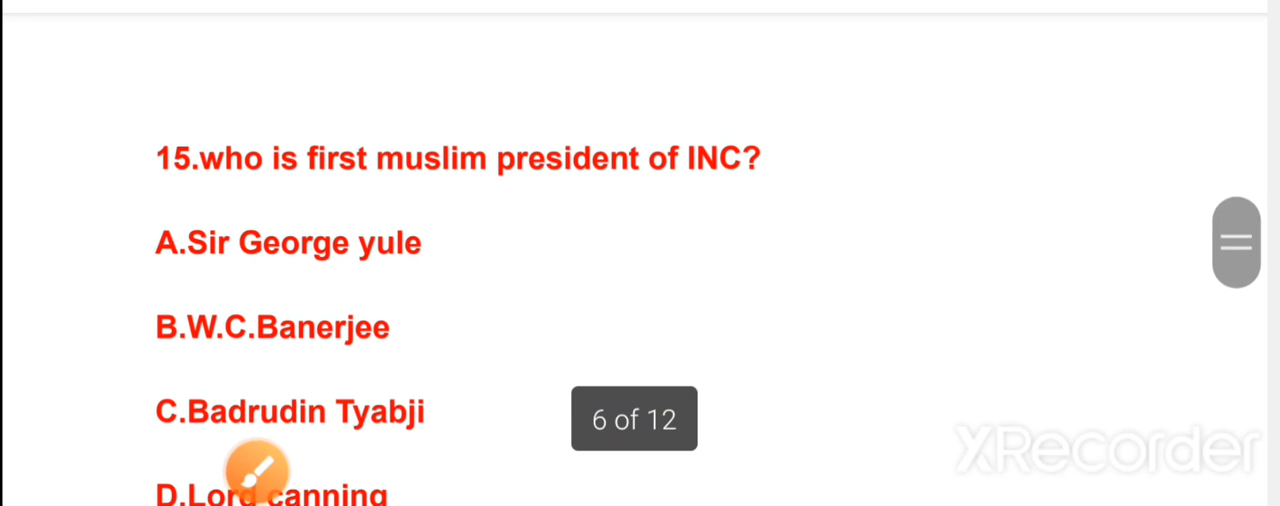 15.who is first muslim president of INC?
A.Sir George yule
B.W.C.Banerjee
C.Badrudin Tyabji
6 of 12
XRecorder
D.Lord canning